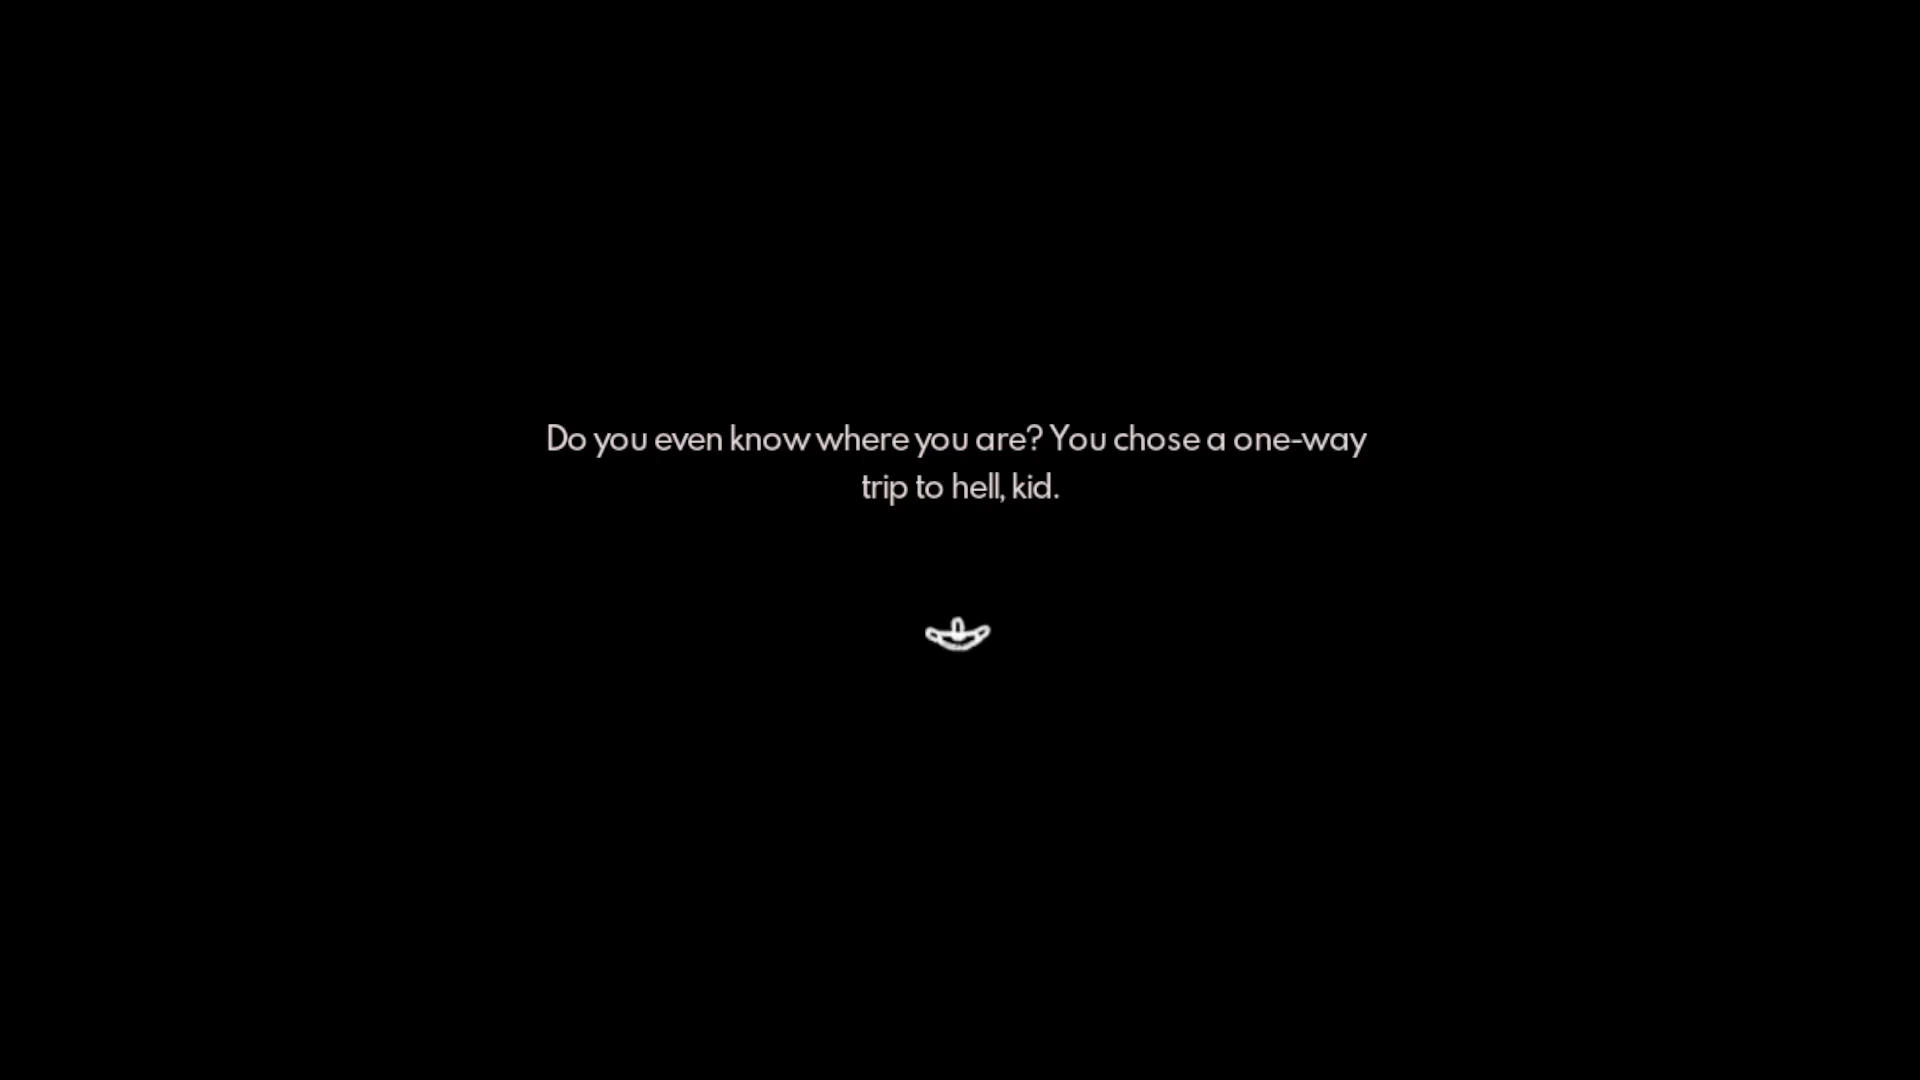 Do you even know where you are? You chose a one-way
trip to hell, kid.